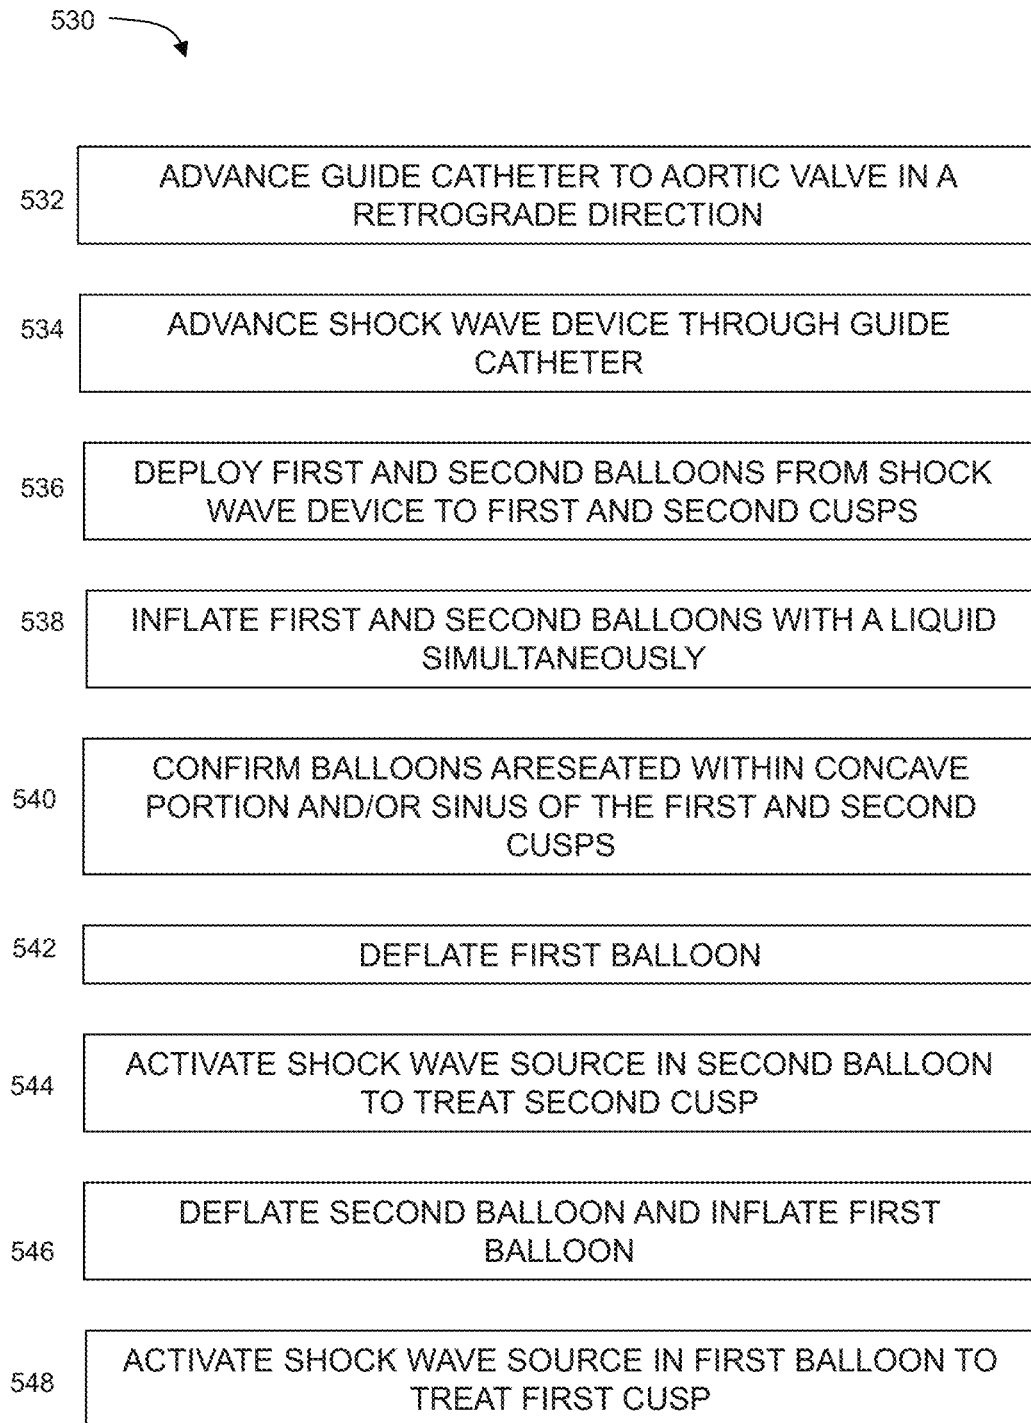 530
532
ADVANCE GUIDE CATHETER TO AORTIC VALVE IN A
RETROGRADE DIRECTION
534
ADVANCE SHOCK WAVE DEVICE THROUGH GUIDE
CATHETER
536
DEPLOY FIRST AND SECOND BALLOONS FROM SHOCK
WAVE DEVICE TO FIRST AND SECOND CUSPS
538
INFLATE FIRST AND SECOND BALLOONS WITH A LIQUID
SIMULTANEOUSLY
540
CONFIRM BALLOONS ARESEATED WITHIN CONCAVE
PORTION AND/OR SINUS OF THE FIRST AND SECOND
CUSPS
542
DEFLATE FIRST BALLOON
544
ACTIVATE SHOCK WAVE SOURCE IN SECOND BALLOON
TO TREAT SECOND CUSP
546
DEFLATE SECOND BALLOON AND INFLATE FIRST
BALLOON
548
ACTIVATE SHOCK WAVE SOURCE IN FIRST BALLOON TO
TREAT FIRST CUSP